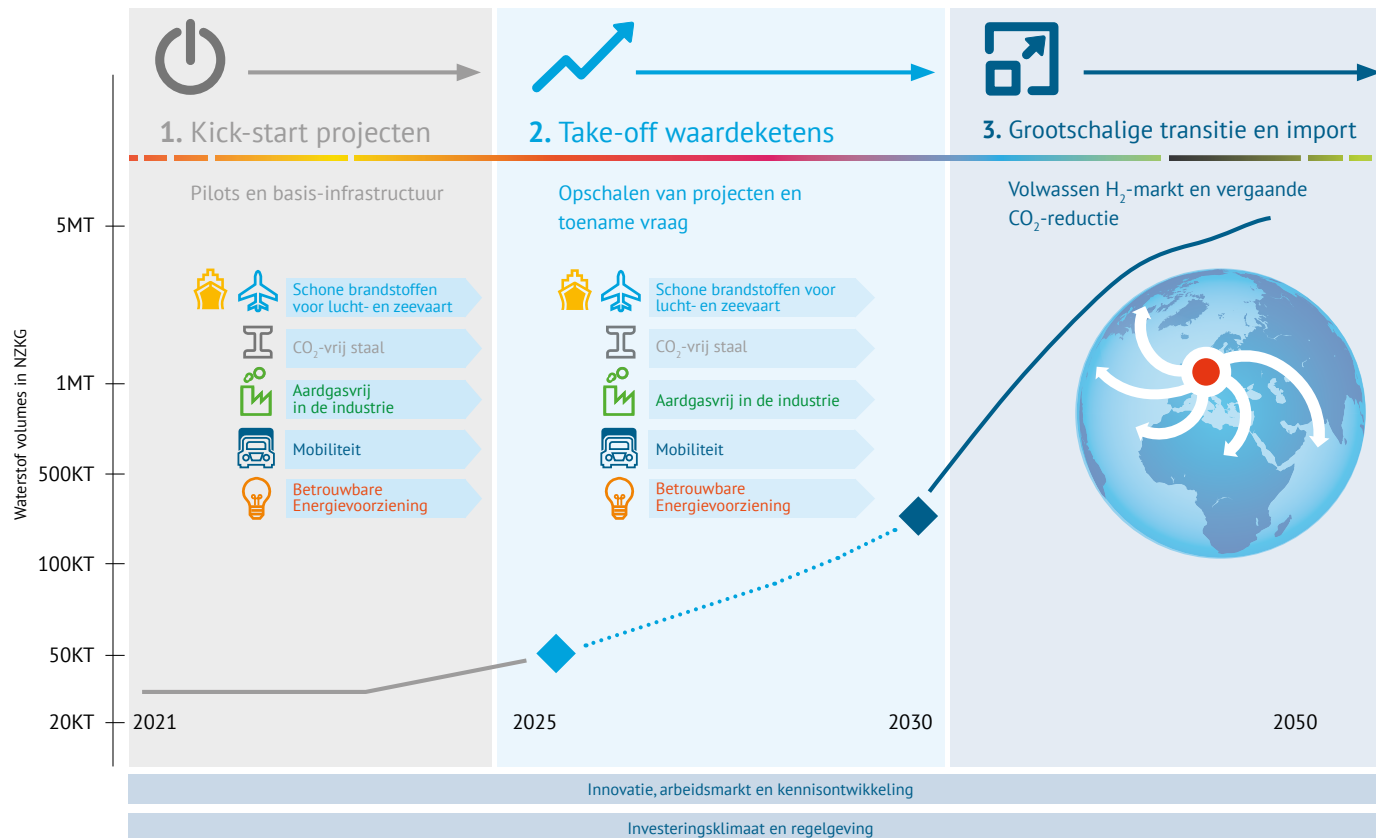 1. Kick-start projecten
2. Take-off waardeketens
3. Grootschalige transitie en import
Pilots en basis-infrastructuur
Opschalen van projecten en
toename vraag
Volwassen H₂-markt en vergaande
CO₂-reductie
Waterstof volumes in NZKG
5MT
1MT
500KT
100KT
50KT
20KT
Schone brandstoffen
voor lucht- en zeevaart
CO₂-vrij staal
Aardgasvrij
in de industrie
Mobiliteit
Betrouwbare
Energievoorziening
Schone brandstoffen voor
lucht- en zeevaart
CO₂-vrij staal
Aardgasvrij in de industrie
Mobiliteit
Betrouwbare
Energievoorziening
2021
2025
2030
2050
Innovatie, arbeidsmarkt en kennisontwikkeling
Investeringsklimaat en regelgeving